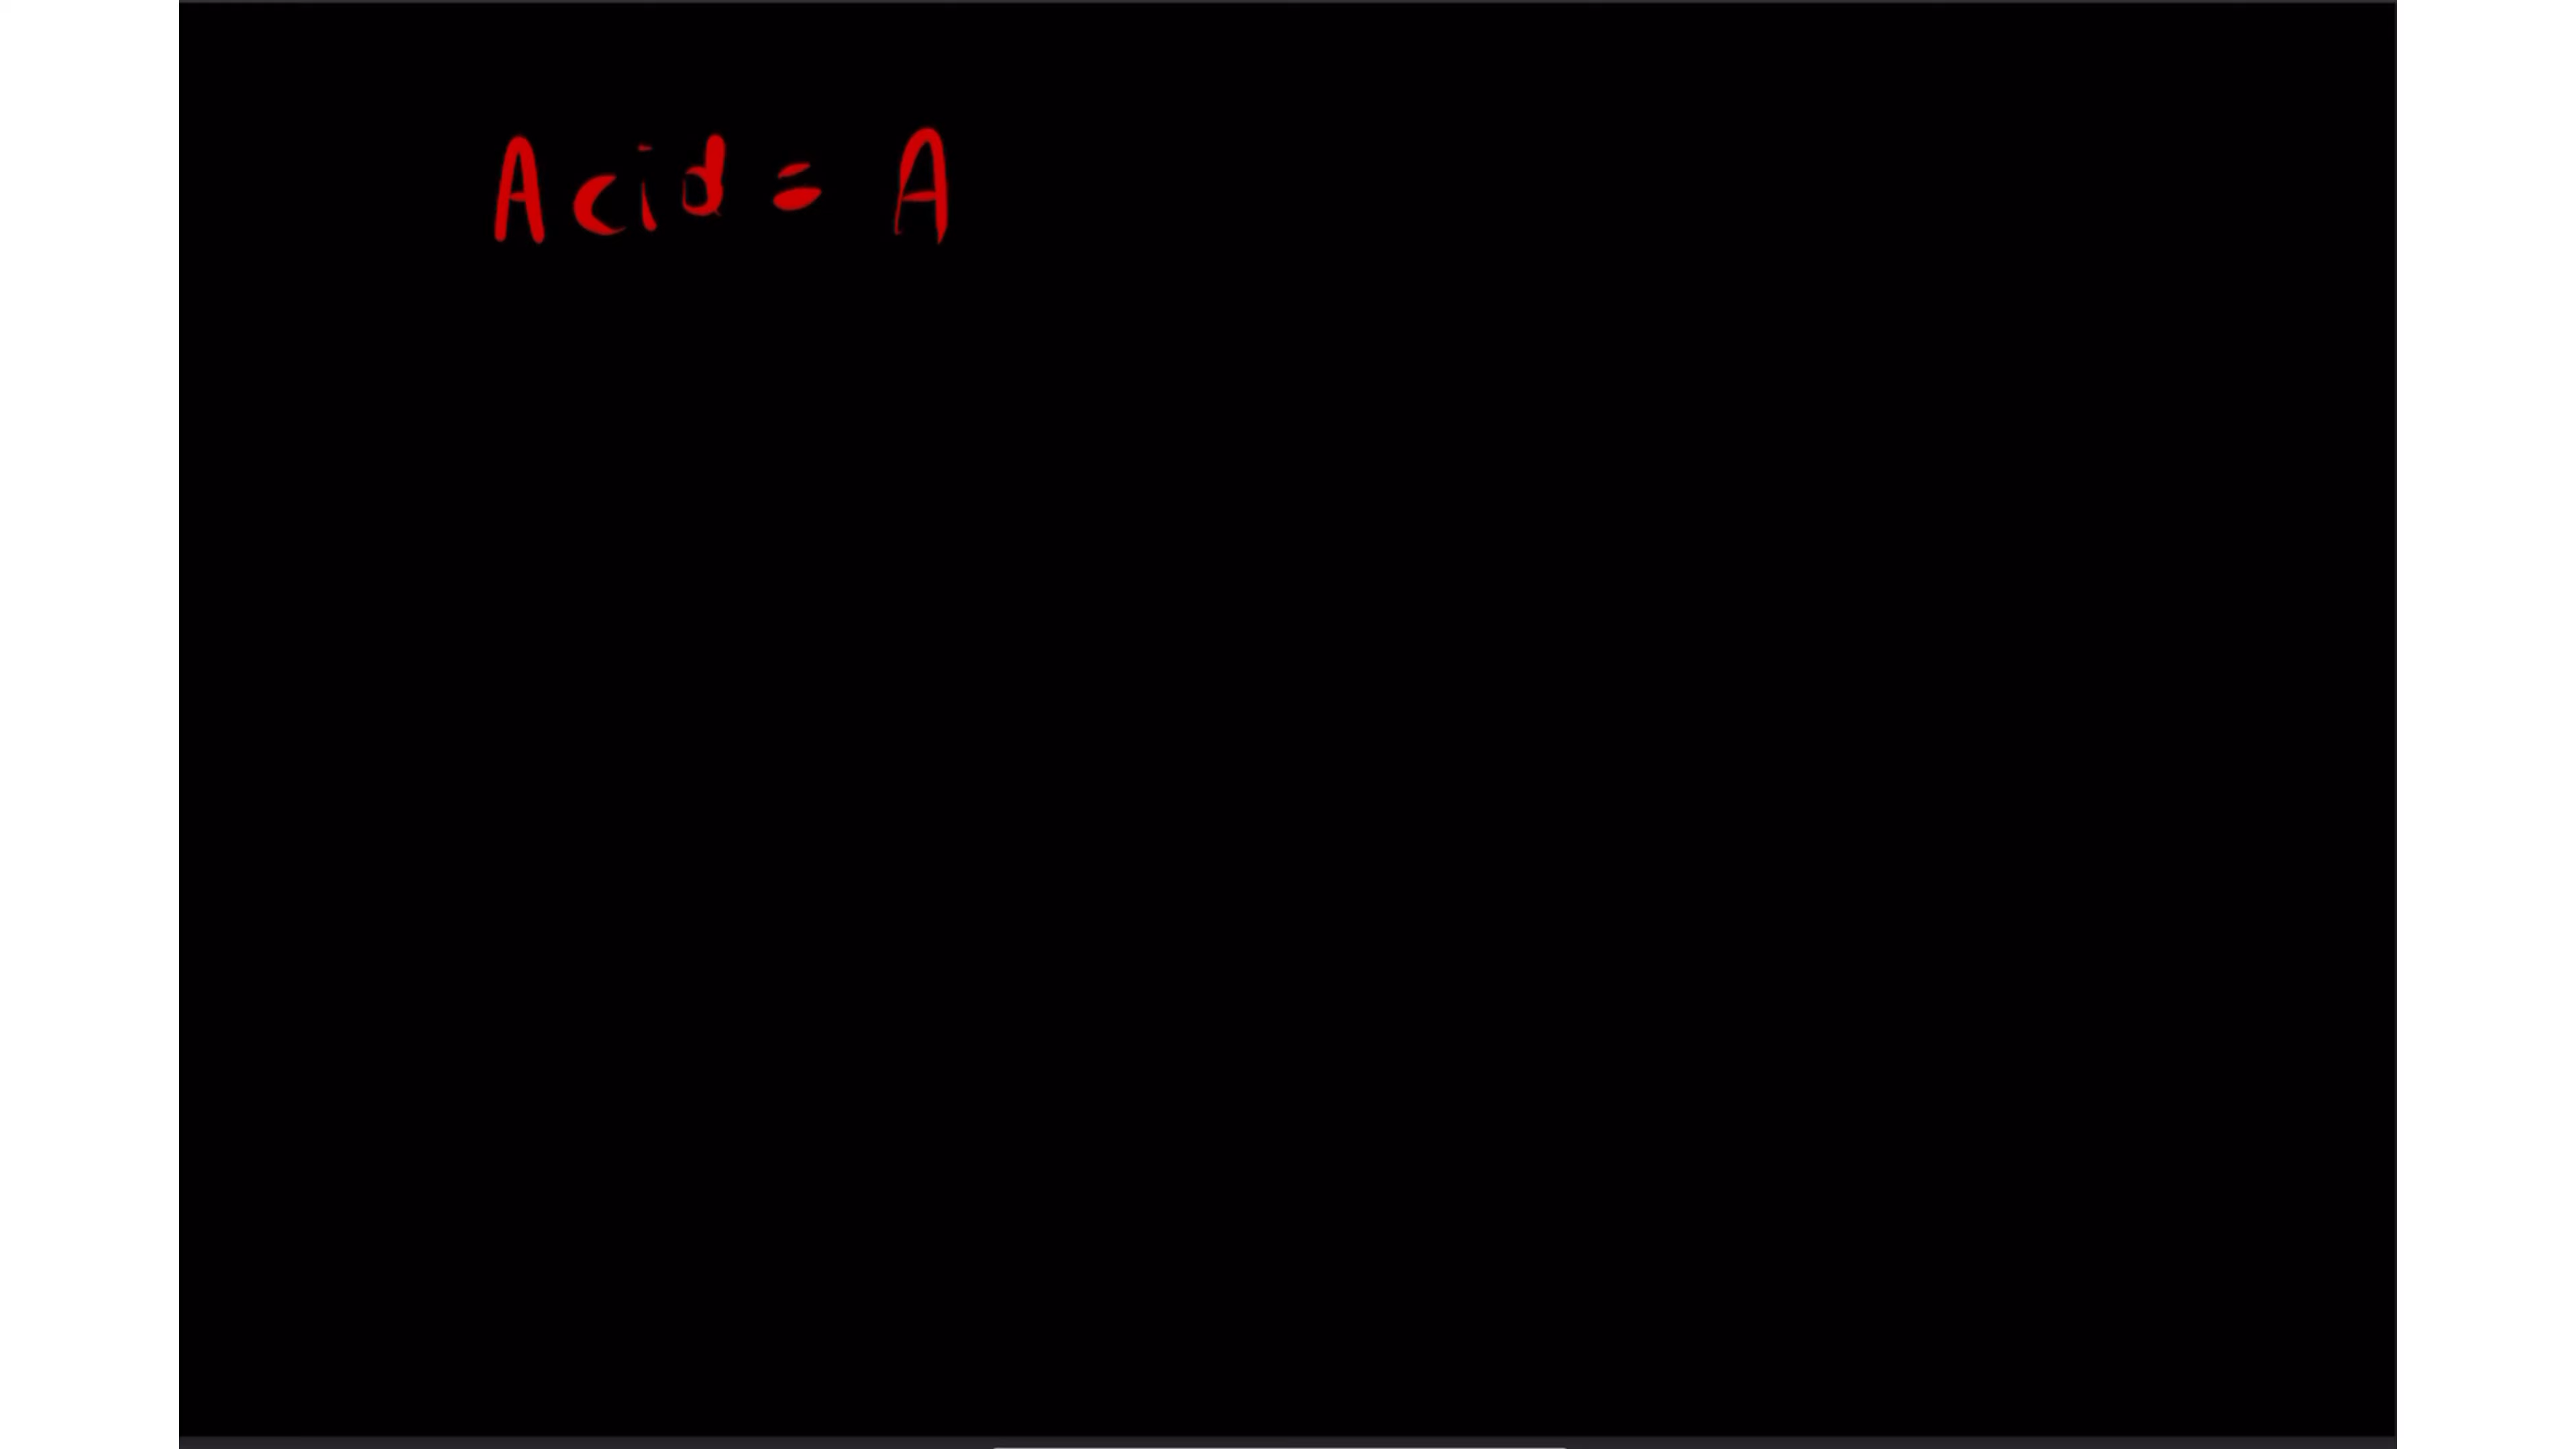 Acid = A